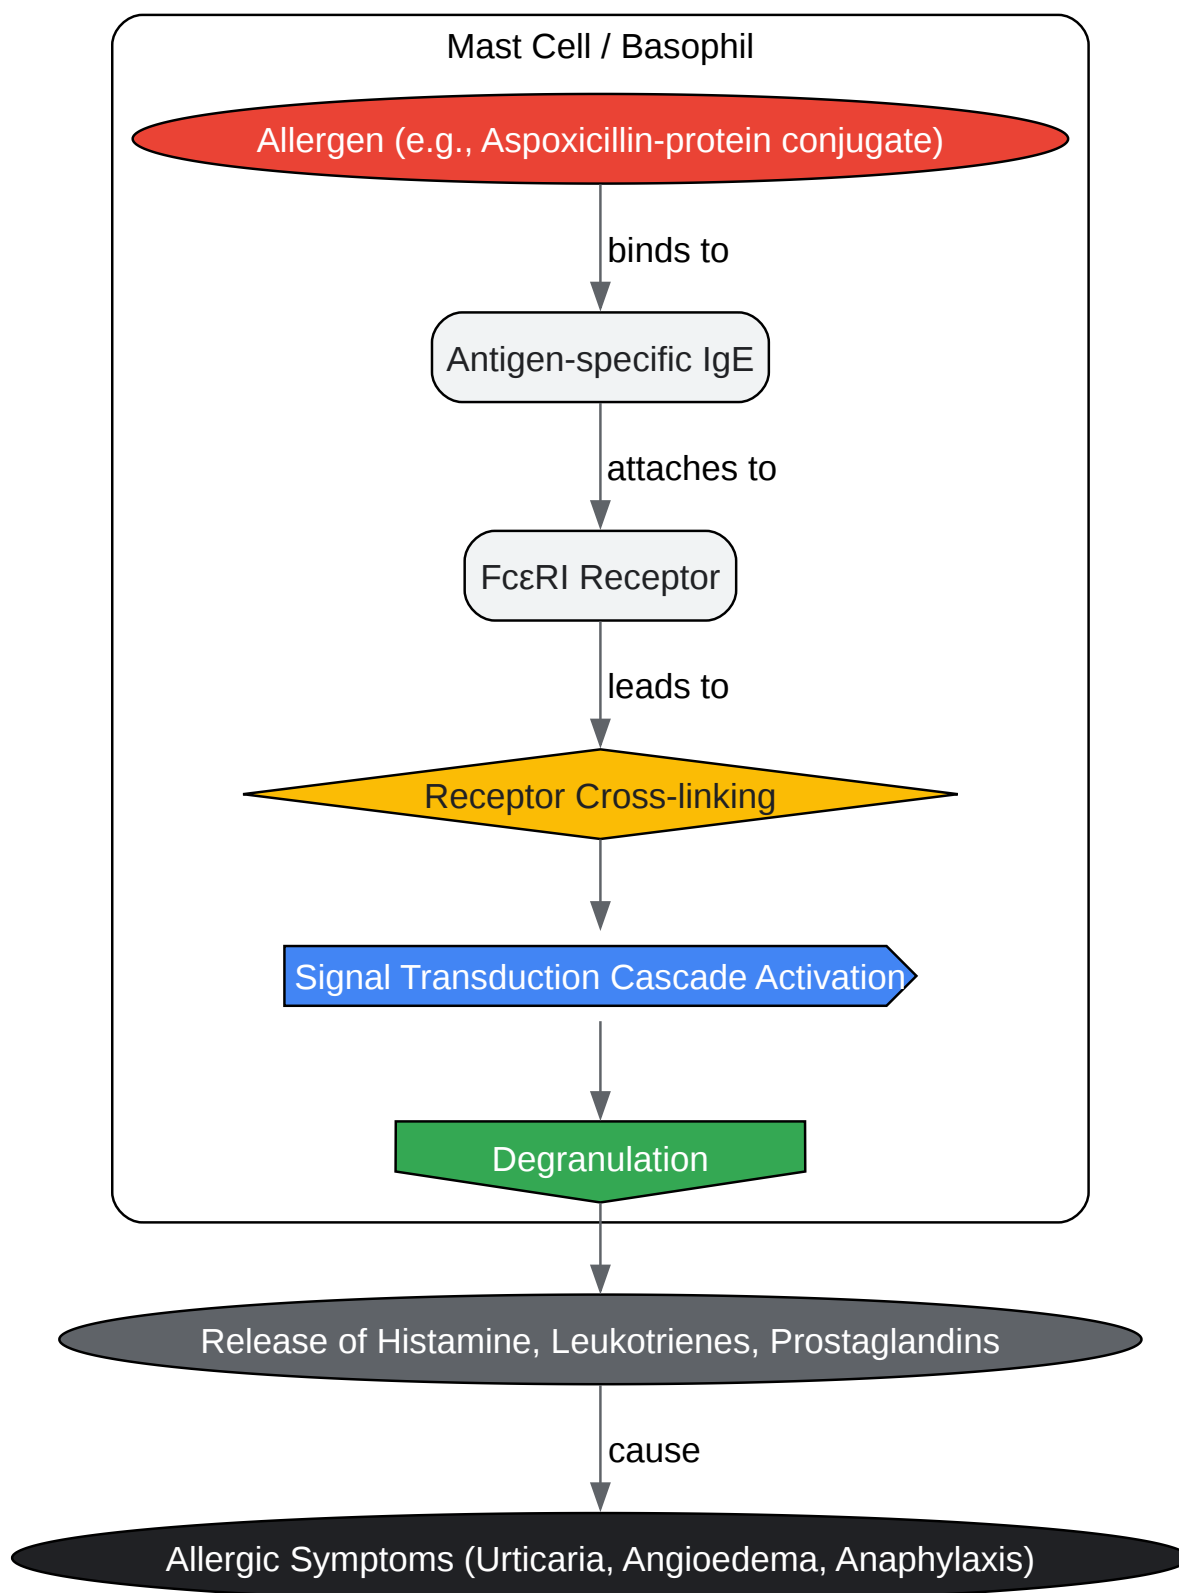 Mast Cell / Basophil
Allergen (e.g., Aspoxicillin-protein conjugate)
binds to
Antigen-specific IgE
attaches to
FcεRI Receptor
leads to
Receptor Cross-linking
Signal Transduction Cascade Activation
Degranulation
Release of Histamine, Leukotrienes, Prostaglandins
cause
Allergic Symptoms (Urticaria, Angioedema, Anaphylaxis)